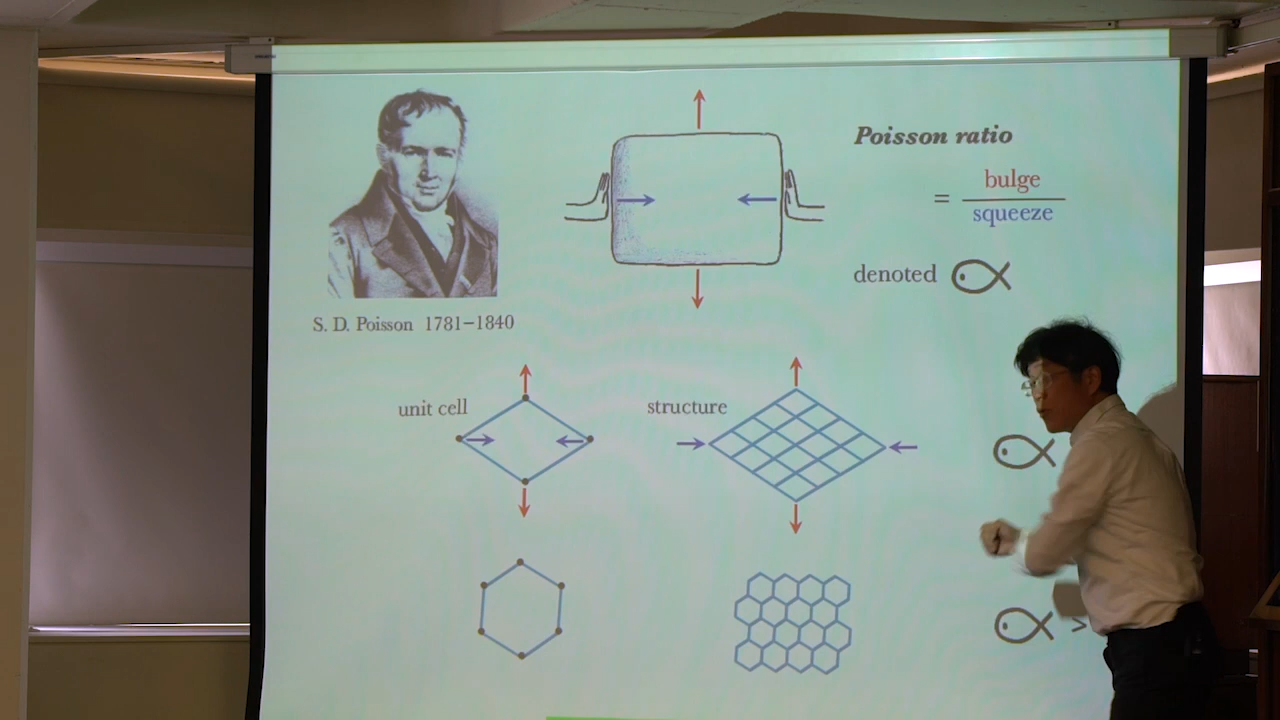 Poisson ratio
= bulge
squeeze
denoted
S. D. Poisson 1781–1840
unit cell
structure
>